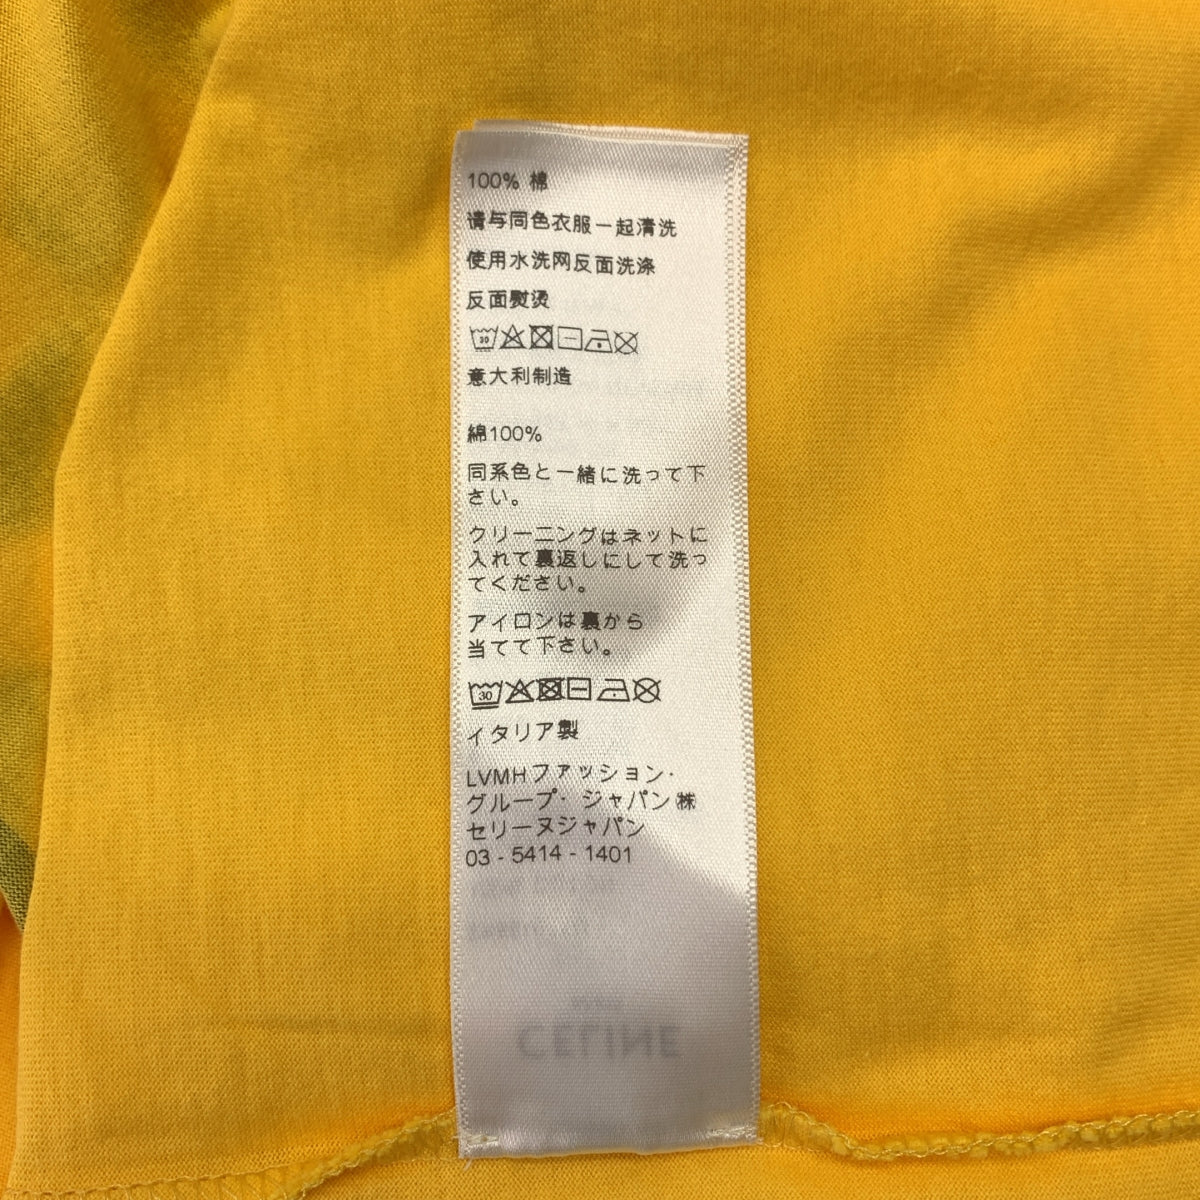 100% 棉
请与同色衣服一起清洗
使用水洗网反面洗涤
反面熨烫
30
意大利制造
綿100%
同系色と一緒に洗って下
さい。
クリーニングはネットに
入れて裏返しにして洗っ
てください。
アイロンは裏から
当てて下さい。
30
イタリア製
LVMHファッション・
グループ・ジャパン㈱
セリーヌジャパン
03 - 5414 - 1401
CELINE